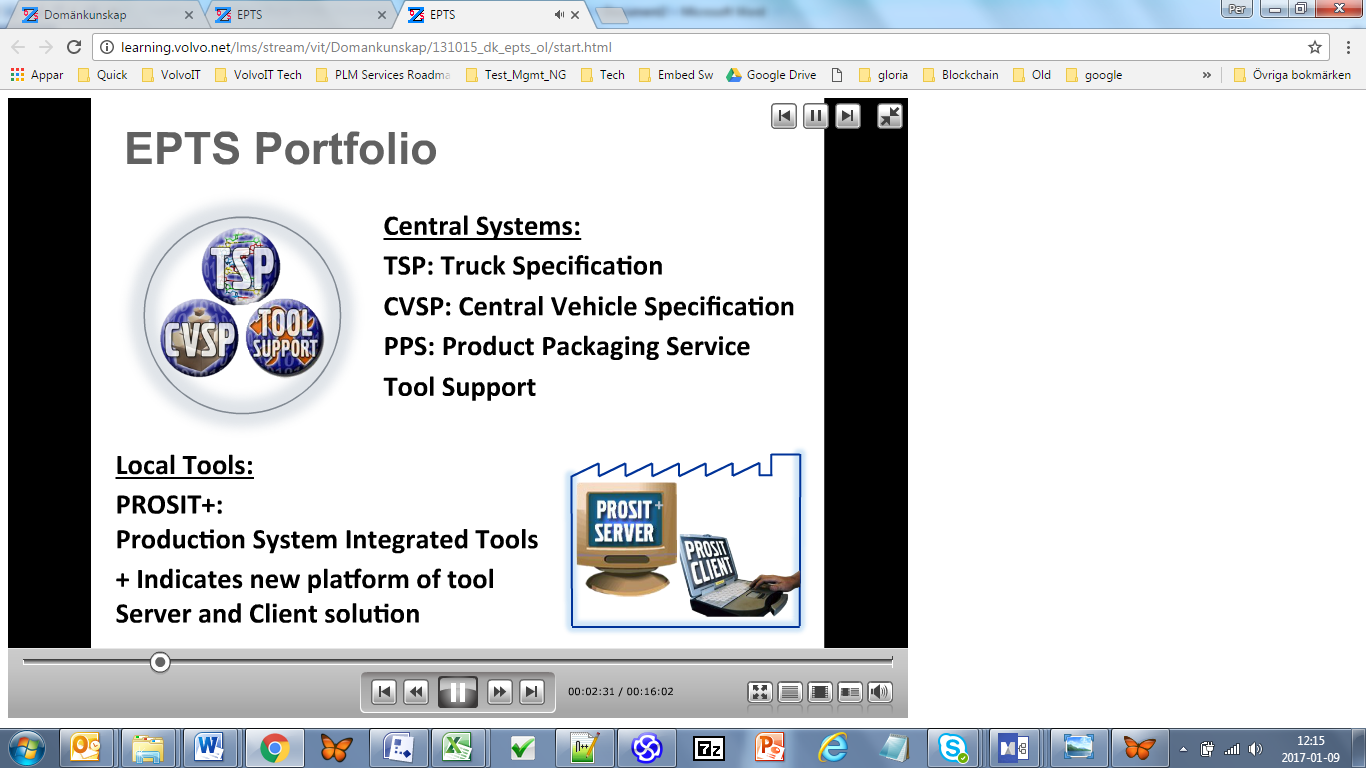 Domänkunskap
EPTS
EPTS
Per
learning.volvo.net/lms/stream/vit/Domankunskap/131015_dk_epts_ol/start.html
Appar
Quick
VolvoIT
VolvoIT Tech
PLM Services Roadma
Test_Mgmt_NG
Tech
Embed Sw
Google Drive
gloria
Blockchain
Old
google
»
Övriga bokmärken
EPTS Portfolio
TSP
CVSP
TOOL
SUPPORT
Central Systems:
TSP: Truck Specification
CVSP: Central Vehicle Specification
PPS: Product Packaging Service
Tool Support
Local Tools:
PROSIT+:
Production System Integrated Tools
+ Indicates new platform of tool
Server and Client solution
PROSIT+
SERVER
PROSIT
CLIENT
00:02:31 / 00:16:02
12:15
2017-01-09